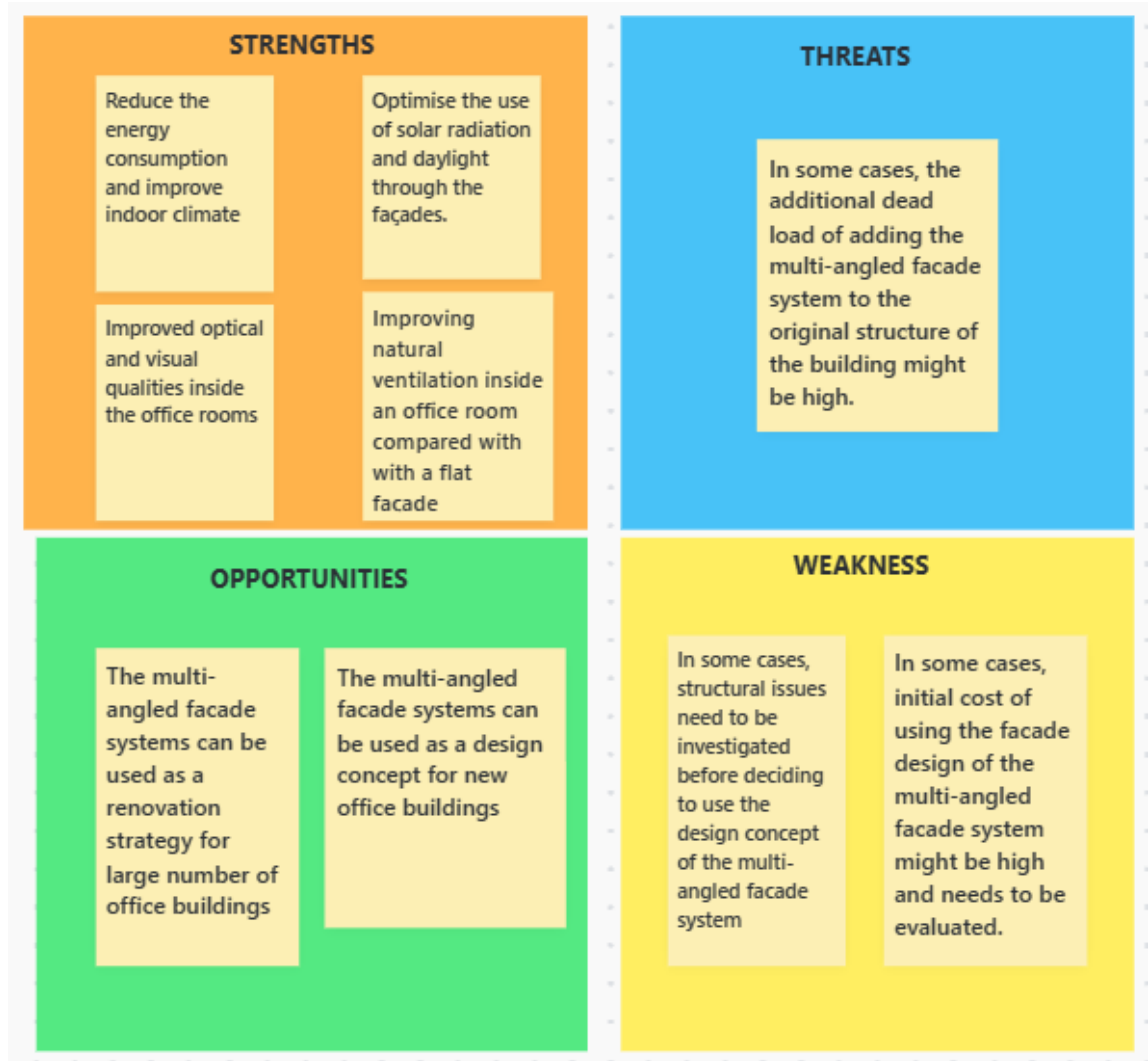 STRENGTHS
Reduce the
energy
consumption
and improve
indoor climate
Optimise the use
of solar radiation
and daylight
through the
façades.
Improved optical
and visual
qualities inside
the office rooms
Improving
natural
ventilation inside
an office room
compared with
with a flat
facade
THREATS
In some cases, the
additional dead
load of adding the
multi-angled facade
system to the
original structure of
the building might
be high.
OPPORTUNITIES
The multi-
angled facade
systems can be
used as a
renovation
strategy for
large number of
office buildings
The multi-angled
facade systems can
be used as a design
concept for new
office buildings
WEAKNESS
In some cases,
structural issues
need to be
investigated
before deciding
to use the
design concept
of the multi-
angled facade
system
In some cases,
initial cost of
using the facade
design of the
multi-angled
facade system
might be high
and needs to be
evaluated.